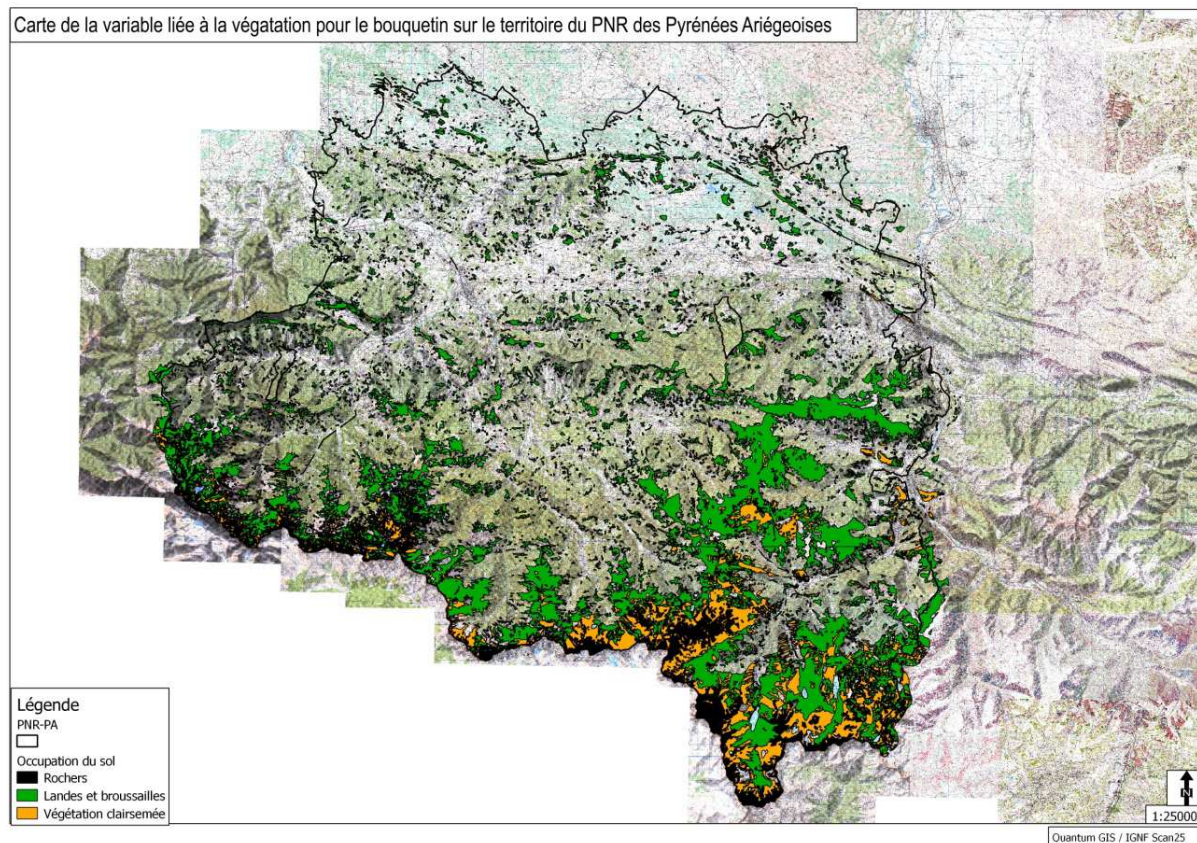 Carte de la variable liée à la végatation pour le bouquetin sur le territoire du PNR des Pyrénées Ariégeoises
Légende
PNR-PA
Occupation du sol
Rochers
Landes et broussailles
Végétation clairsemée
N
1:25000
Quantum GIS / IGNF Scan25